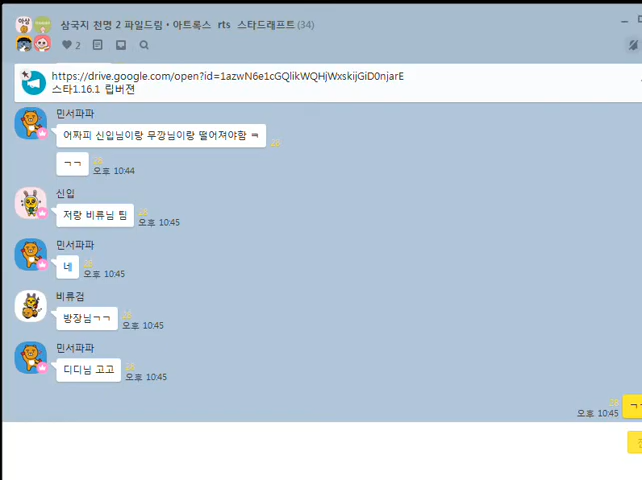 삼국지 전명 2 파일드림・아트록스 rts 스타드래프트 (34)
2
https://drive.google.com/open?id=1azwN6e1cGQlikWQHjWxskijGiD0njarE
스타1.16.1 립버젼
민서파파
어짜피 신입님이랑 무깡님이랑 떨어져야함 ㅋ
ㄱㄱ
오후 10:44
신입
저랑 비류님 팀
오후 10:45
민서파파
네
오후 10:45
비류검
방장님ㄱㄱ
오후 10:45
민서파파
디디님 고고
오후 10:45
오후 10:45